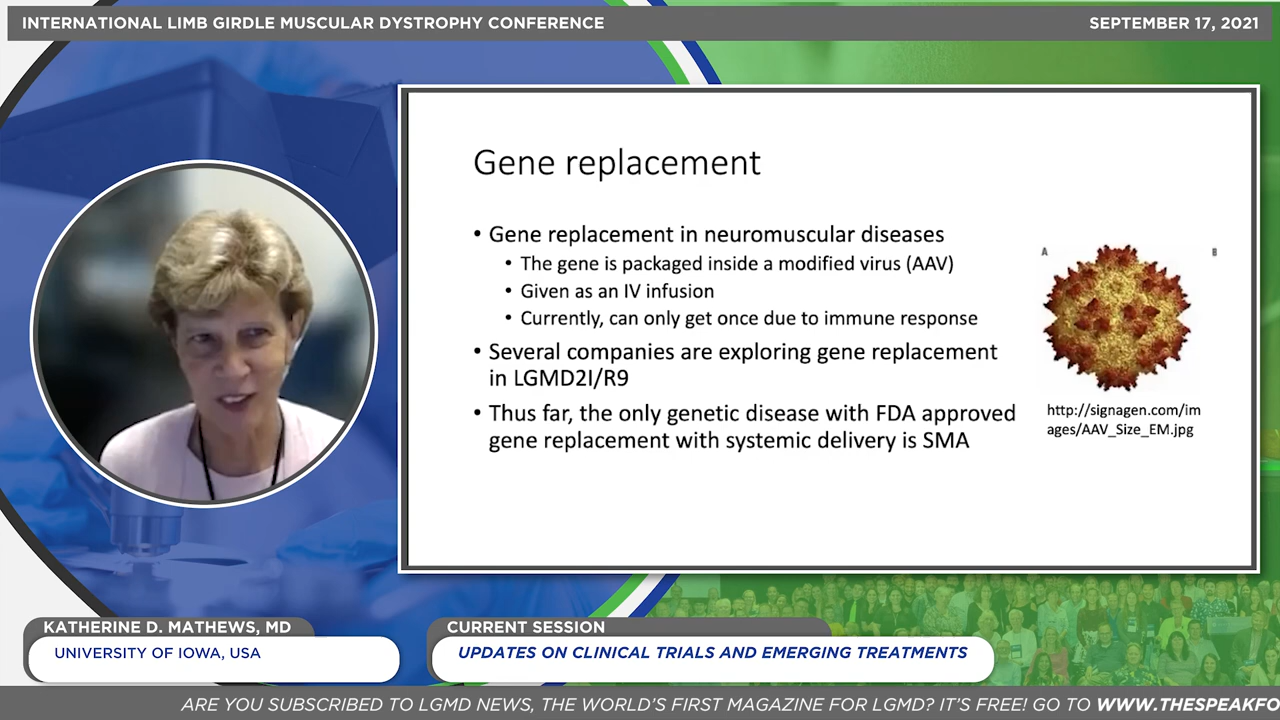 INTERNATIONAL LIMB GIRDLE MUSCULAR DYSTROPHY CONFERENCE
SEPTEMBER 17, 2021
Gene replacement
• Gene replacement in neuromuscular diseases
• The gene is packaged inside a modified virus (AAV)
• Given as an IV infusion
• Currently, can only get once due to immune response
• Several companies are exploring gene replacement
in LGMD2I/R9
• Thus far, the only genetic disease with FDA approved
gene replacement with systemic delivery is SMA
A
B
http://signagen.com/im
ages/AAV_Size_EM.jpg
KATHERINE D. MATHEWS, MD
UNIVERSITY OF IOWA, USA
CURRENT SESSION
UPDATES ON CLINICAL TRIALS AND EMERGING TREATMENTS
ARE YOU SUBSCRIBED TO LGMD NEWS, THE WORLD'S FIRST MAGAZINE FOR LGMD? IT'S FREE! GO TO WWW.THESPEAKFO